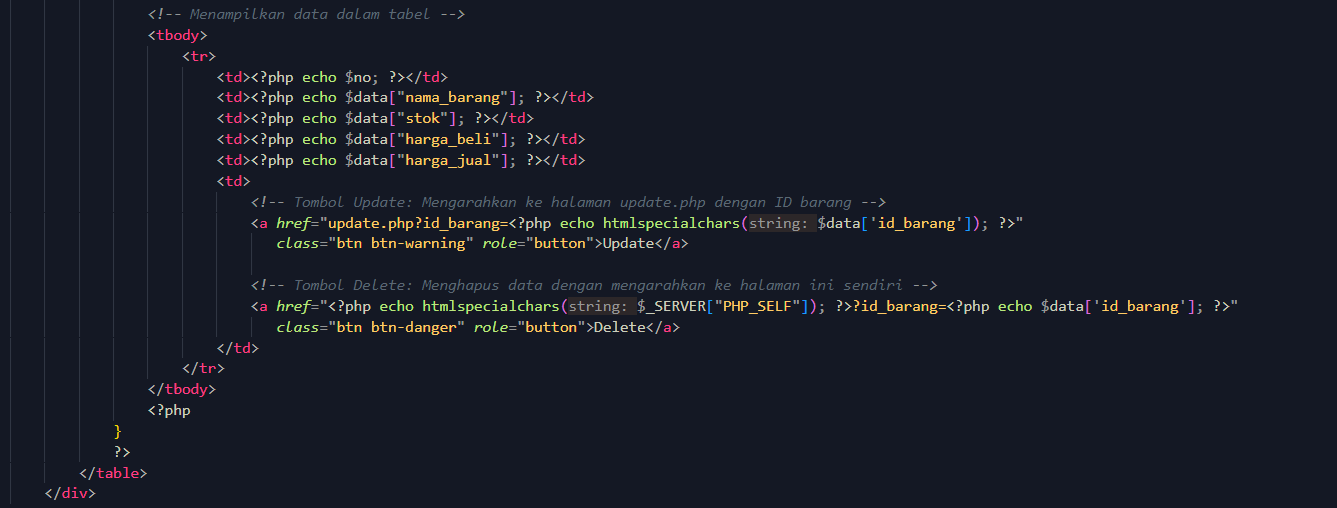 <!-- Menampilkan data dalam tabel -->
<tbody>
<tr>
<td><?php echo $no; ?></td>
<td><?php echo $data["nama_barang"]; ?></td>
<td><?php echo $data["stok"]; ?></td>
<td><?php echo $data["harga_beli"]; ?></td>
<td><?php echo $data["harga_jual"]; ?></td>
<td>
<!-- Tombol Update: Mengarahkan ke halaman update.php dengan ID barang -->
<a href="update.php?id_barang=<?php echo htmlspecialchars(string: $data['id_barang']); ?>"
class="btn btn-warning" role="button">Update</a>
<!-- Tombol Delete: Menghapus data dengan mengarahkan ke halaman ini sendiri -->
<a href="<?php echo htmlspecialchars(string: $_SERVER["PHP_SELF"]); ?>?id_barang=<?php echo $data['id_barang']; ?>"
class="btn btn-danger" role="button">Delete</a>
</td>
</tr>
</tbody>
<?php
}
?>
</table>
</div>